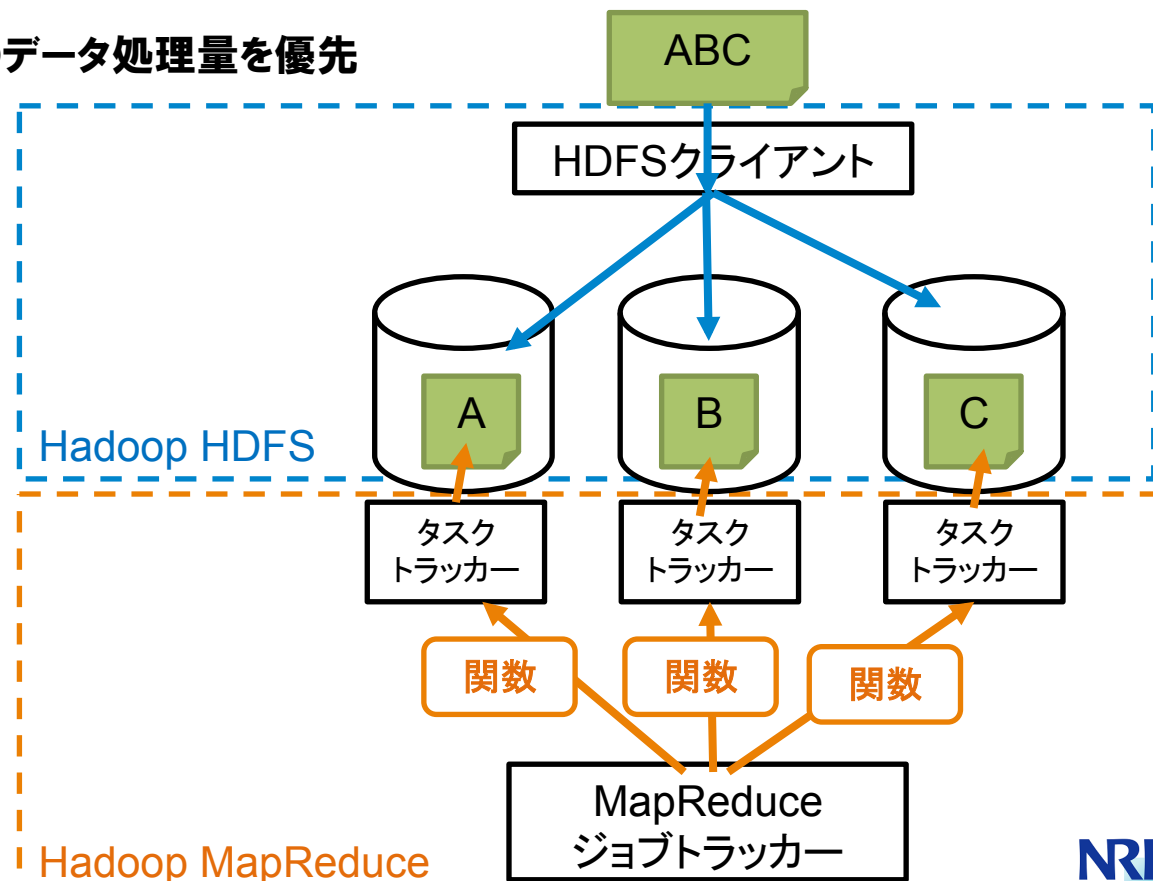 データ処理量を優先
ABC
HDFSクライアント
A
B
C
Hadoop HDFS
タスク
トラッカー
タスク
トラッカー
タスク
トラッカー
関数
関数
関数
MapReduce
ジョブトラッカー
Hadoop MapReduce
NRI